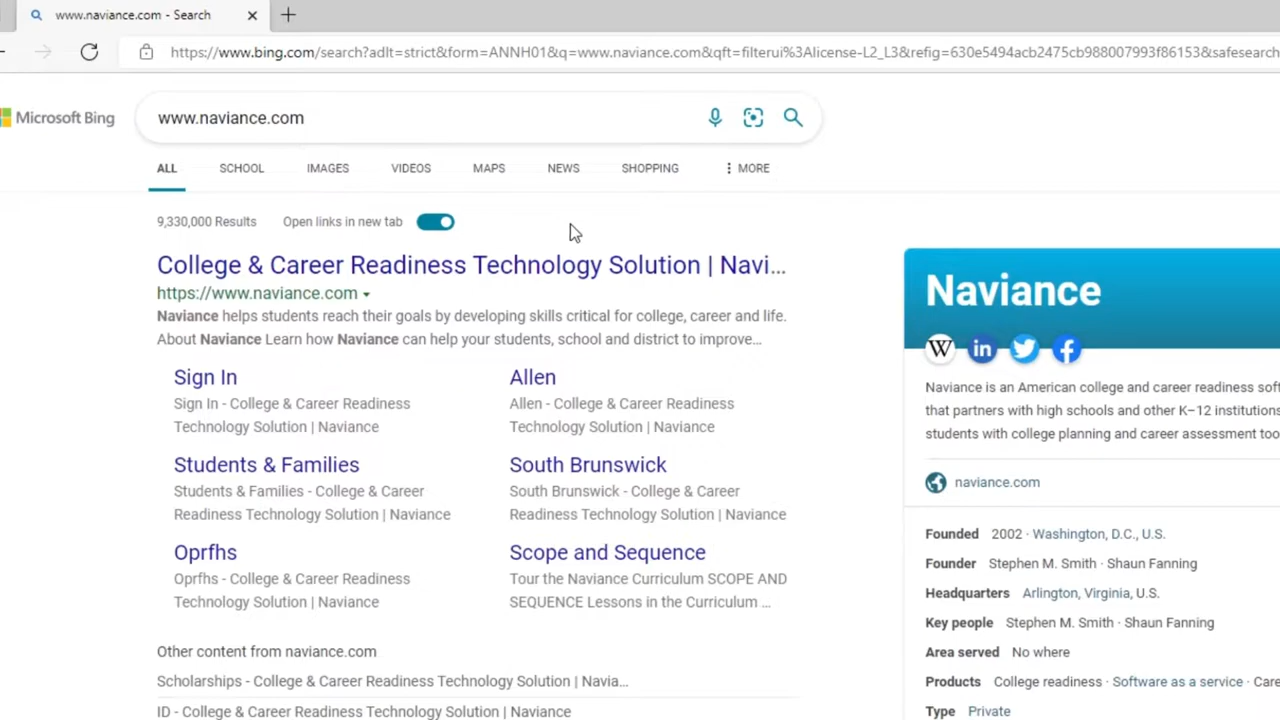 www.naviance.com - Search
https://www.bing.com/search?adlt=strict&form=ANNH01&q=www.naviance.com&qft=filterui%3Alicense-L2_L3&refig=630e5494acb2475cb988007993f86153&safesearch
Microsoft Bing
www.naviance.com
ALL SCHOOL IMAGES VIDEOS MAPS NEWS SHOPPING MORE
9,330,000 Results Open links in new tab
College & Career Readiness Technology Solution | Navi...
https://www.naviance.com
Naviance helps students reach their goals by developing skills critical for college, career and life.
About Naviance Learn how Naviance can help your students, school and district to improve...
Sign In
Sign In - College & Career Readiness
Technology Solution | Naviance
Allen
Allen - College & Career Readiness
Technology Solution | Naviance
Students & Families
Students & Families - College & Career
Readiness Technology Solution | Naviance
South Brunswick
South Brunswick - College & Career
Readiness Technology Solution | Naviance
Oprfhs
Oprfhs - College & Career Readiness
Technology Solution | Naviance
Scope and Sequence
Tour the Naviance Curriculum SCOPE AND
SEQUENCE Lessons in the Curriculum ...
Other content from naviance.com
Scholarships - College & Career Readiness Technology Solution | Navia...
ID - College & Career Readiness Technology Solution | Naviance
Naviance
W in
Naviance is an American college and career readiness
that partners with high schools and other K–12 institutions
students with college planning and career assessment
naviance.com
Founded 2002 · Washington, D.C., U.S.
Founder Stephen M. Smith · Shaun Fanning
Headquarters Arlington, Virginia, U.S.
Key people Stephen M. Smith · Shaun Fanning
Area served No where
Products College readiness · Software as a service ·
Type Private